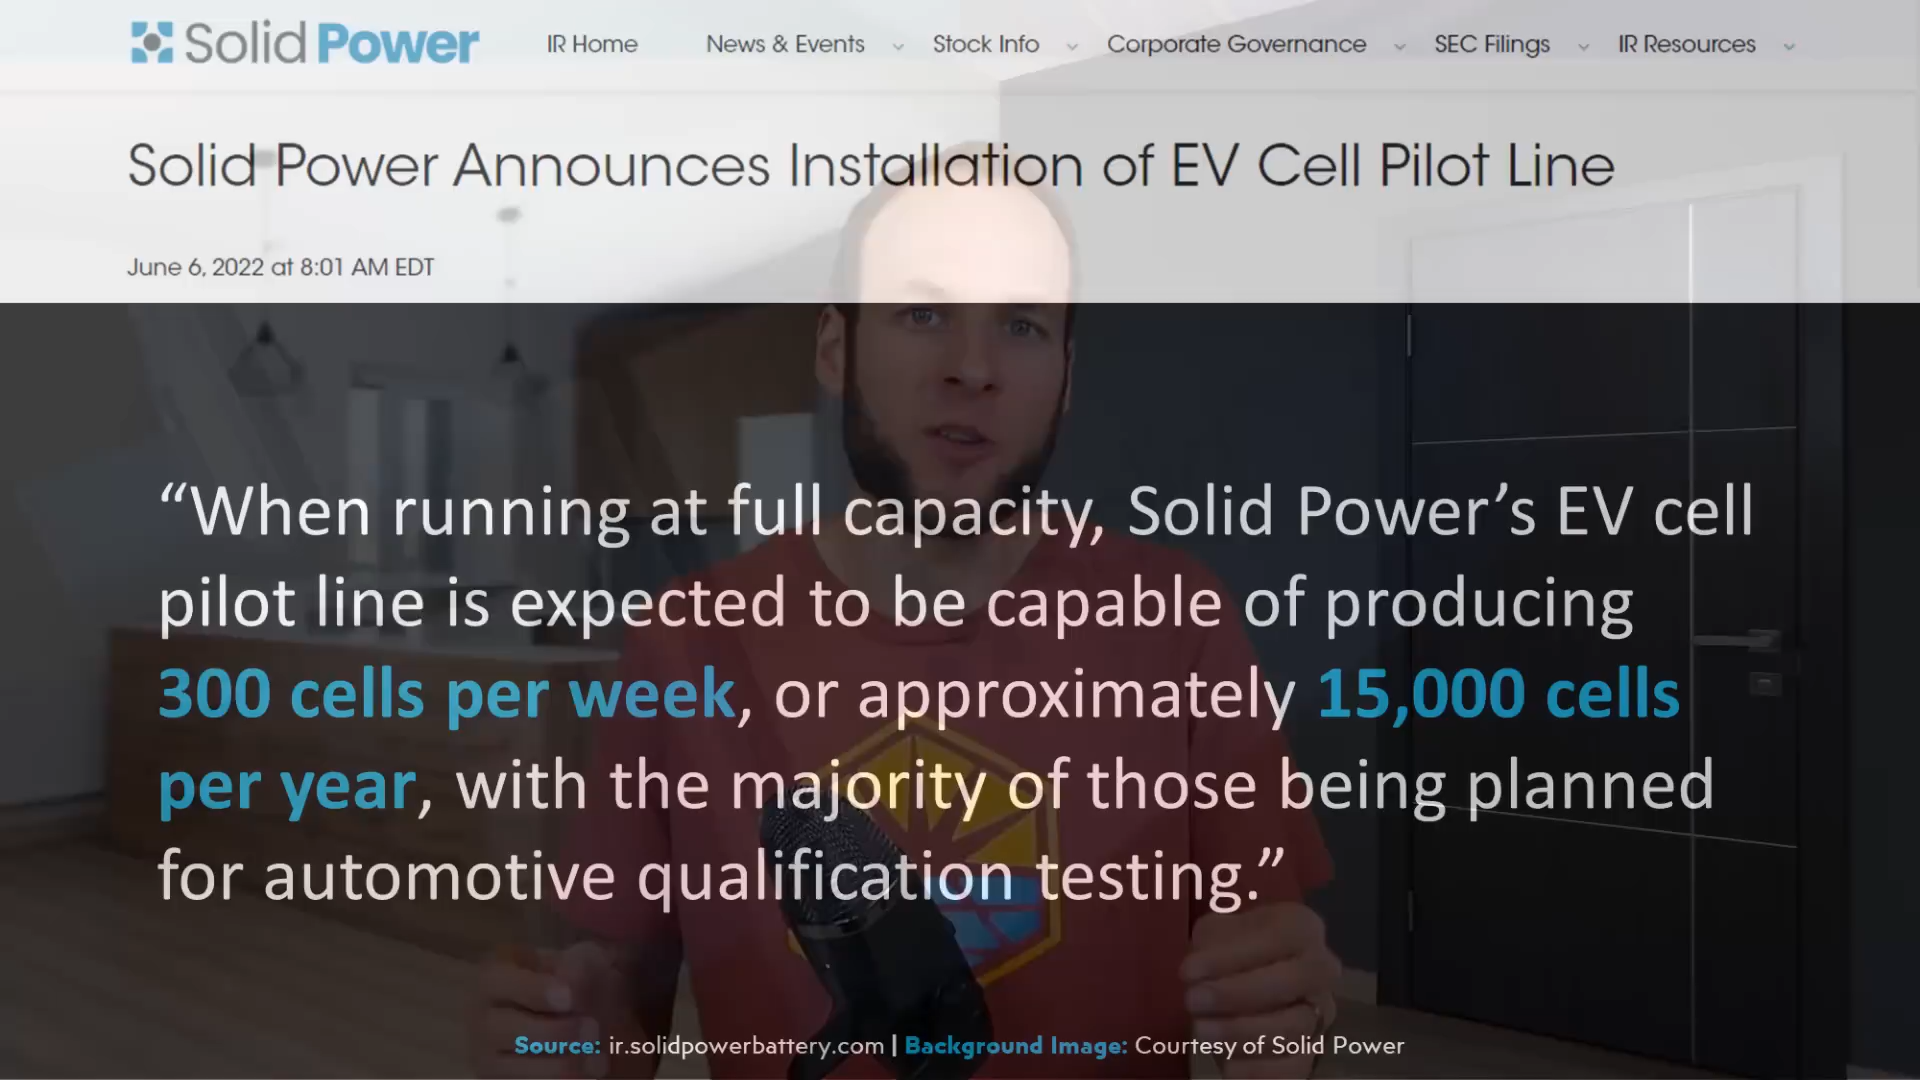 Solid Power IR Home News & Events Stock Info Corporate Governance SEC Filings IR Resources
Solid Power Announces Installation of EV Cell Pilot Line
June 6, 2022 at 8:01 AM EDT
“When running at full capacity, Solid Power’s EV cell
pilot line is expected to be capable of producing
300 cells per week, or approximately 15,000 cells
per year, with the majority of those being planned
for automotive qualification testing.”
Source: ir.solidpowerbattery.com | Background Image: Courtesy of Solid Power